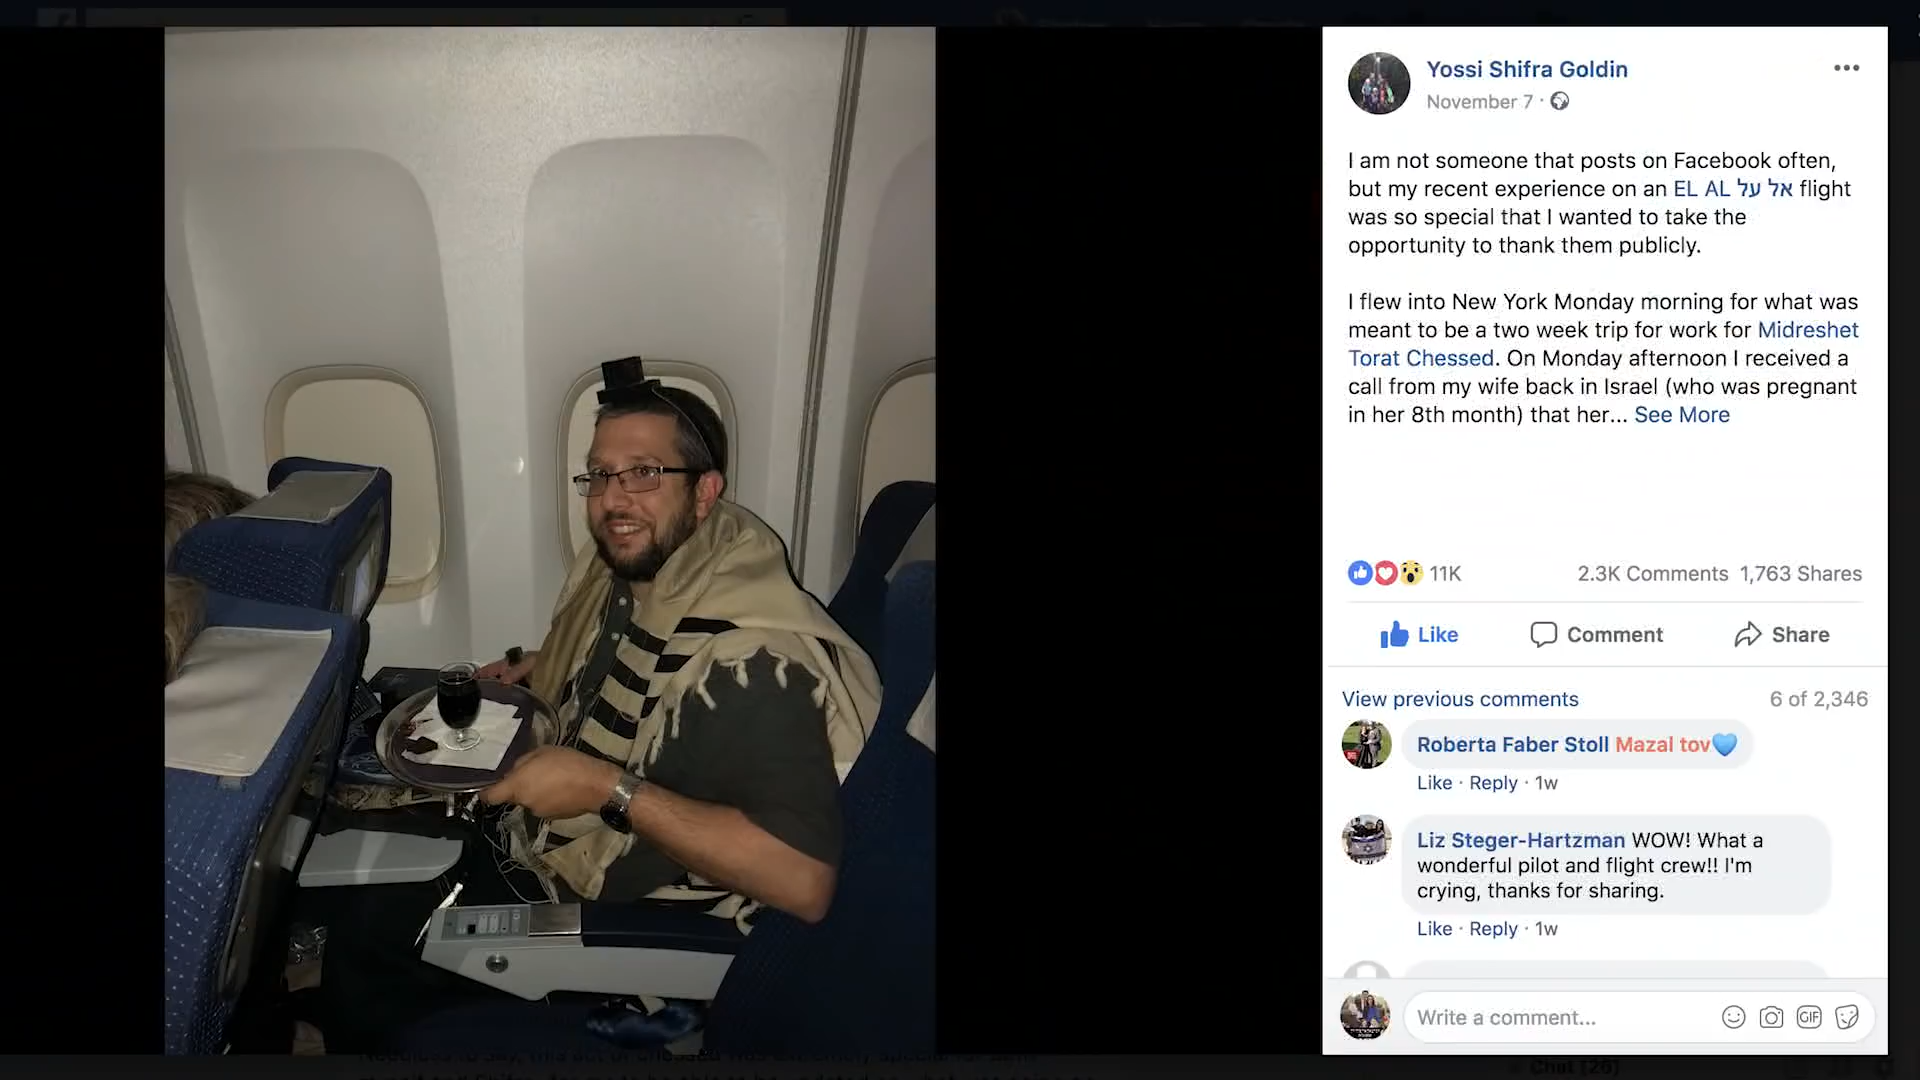 Yossi Shifra Goldin
November 7 ·
I am not someone that posts on Facebook often,
but my recent experience on an EL AL אל על flight
was so special that I wanted to take the
opportunity to thank them publicly.
I flew into New York Monday morning for what was
meant to be a two week trip for work for Midreshet
Torat Chessed. On Monday afternoon I received a
call from my wife back in Israel (who was pregnant
in her 8th month) that her... See More
11K 2.3K Comments 1,763 Shares
Like Comment Share
View previous comments 6 of 2,346
Roberta Faber Stoll Mazal tov💙
Like · Reply · 1w
Liz Steger-Hartzman WOW! What a
wonderful pilot and flight crew!! I'm
crying, thanks for sharing.
Like · Reply · 1w
Write a comment...
GIF
Chat (26)